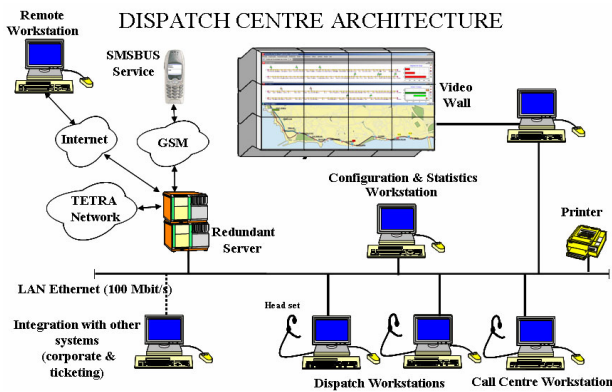 DISPATCH CENTRE ARCHITECTURE
Remote
Workstation
SMSBUS
Service
Video
Wall
Internet
GSM
Configuration & Statistics
Workstation
TETRA
Network
Redundant
Server
Printer
LAN Ethernet (100 Mbit/s)
Head set
Integration with other
systems
(corporate &
ticketing)
Dispatch Workstations
Call Centre Workstation